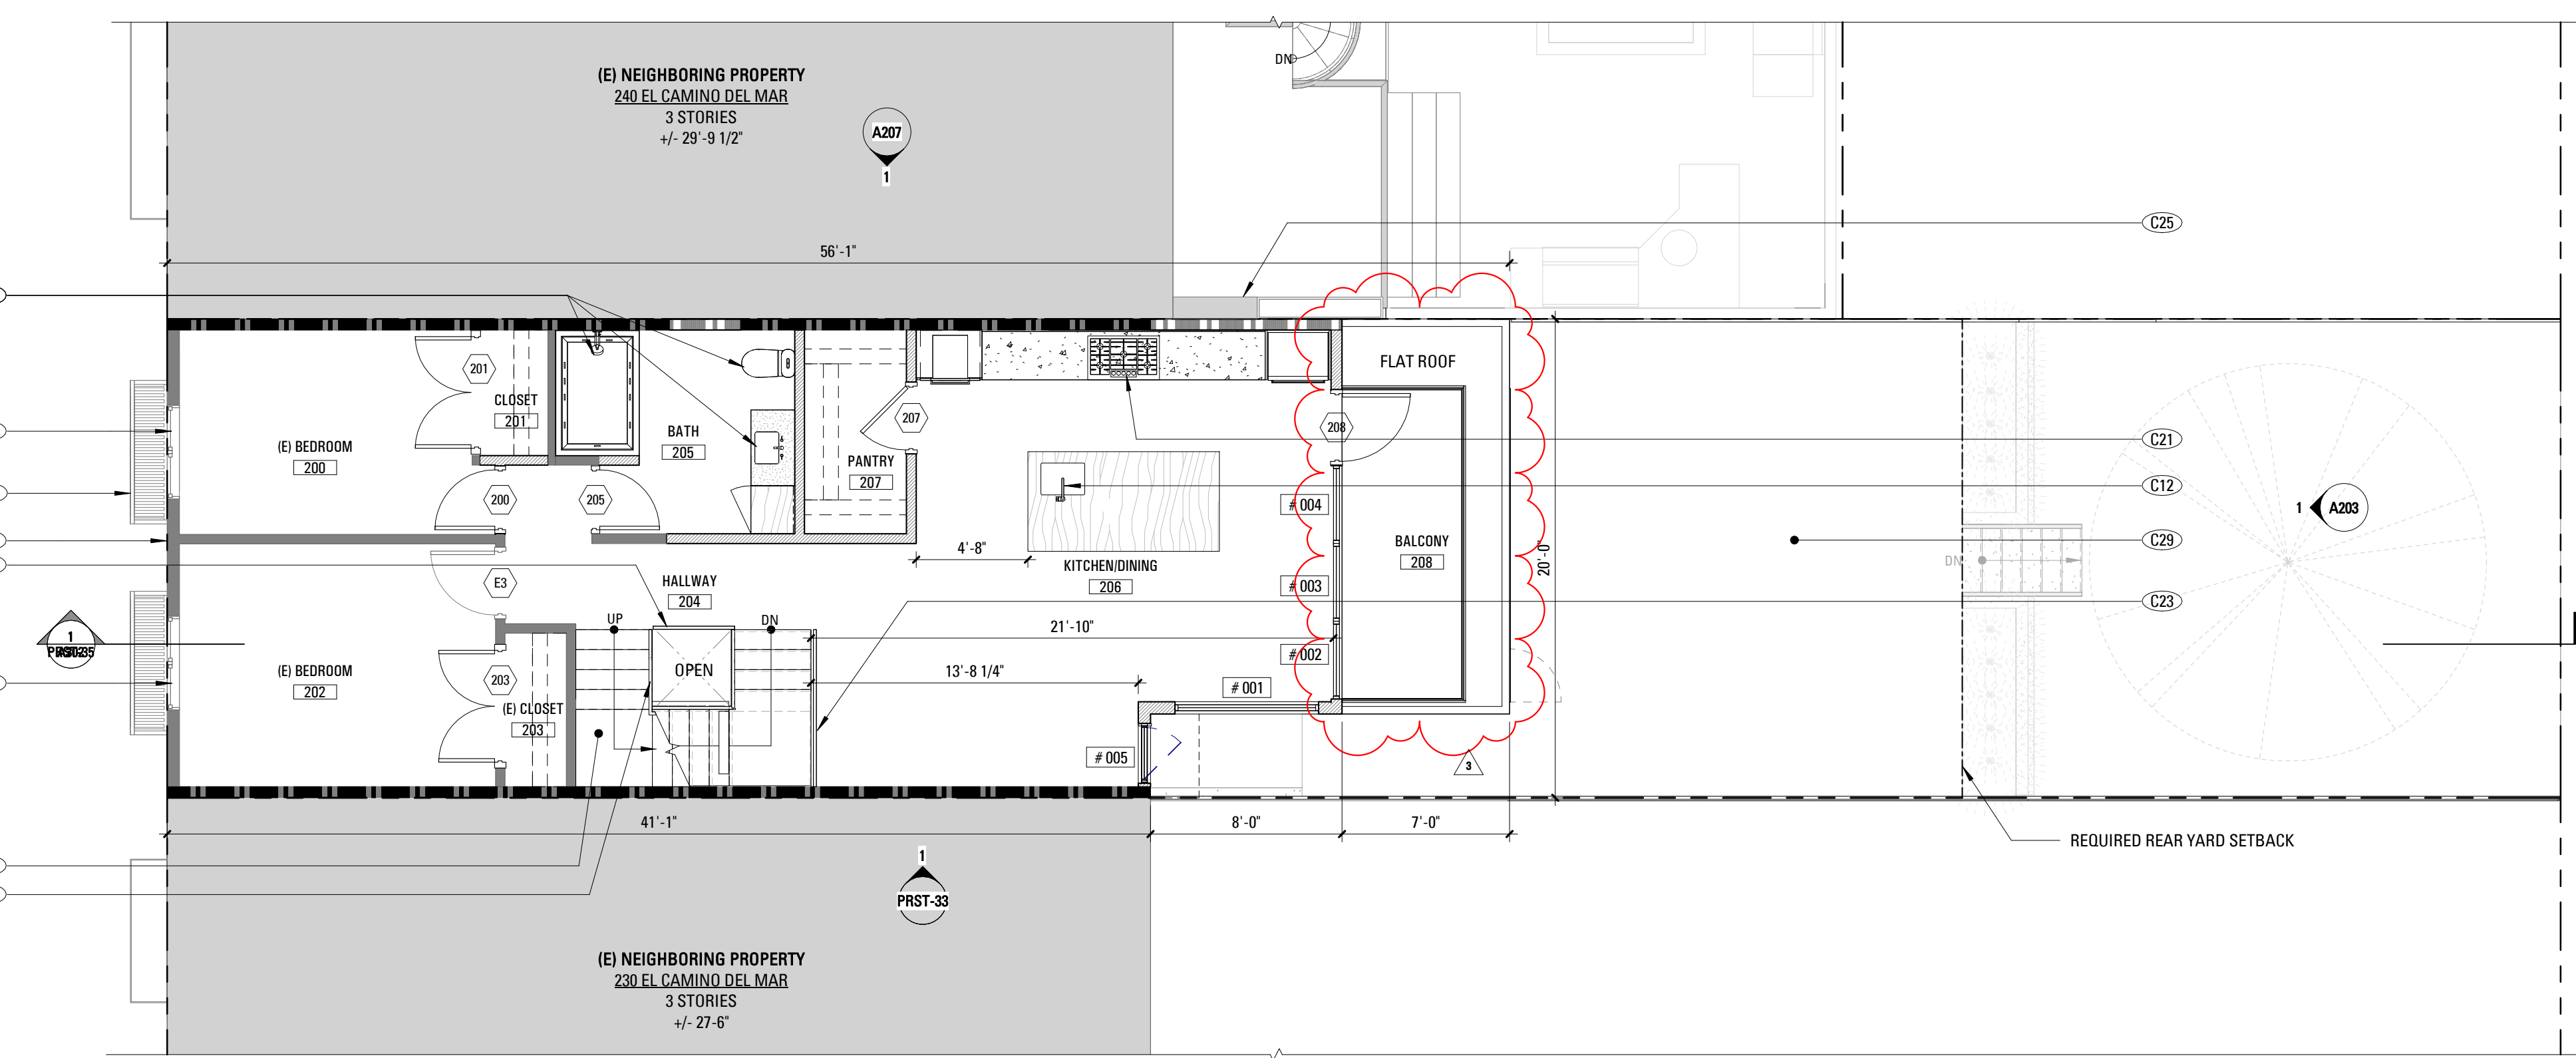 (E) NEIGHBORING PROPERTY
240 EL CAMINO DEL MAR
3 STORIES
+/- 29'-9 1/2"
A207
1
DN
C25
56'-1"
FLAT ROOF
201
CLOSET
201
(E) BEDROOM
200
BATH
205
207
PANTRY
207
208
C21
200
205
# 004
C12
1
A203
4'-8"
BALCONY
208
20'-0"
C29
DN
KITCHEN/DINING
206
E3
HALLWAY
204
# 003
C23
UP
DN
21'-10"
1
OPEN
# 002
(E) BEDROOM
202
203
13'-8 1/4"
# 001
(E) CLOSET
203
# 005
3
41'-1"
8'-0"
7'-0"
REQUIRED REAR YARD SETBACK
1
PRST-33
(E) NEIGHBORING PROPERTY
230 EL CAMINO DEL MAR
3 STORIES
+/- 27-6"